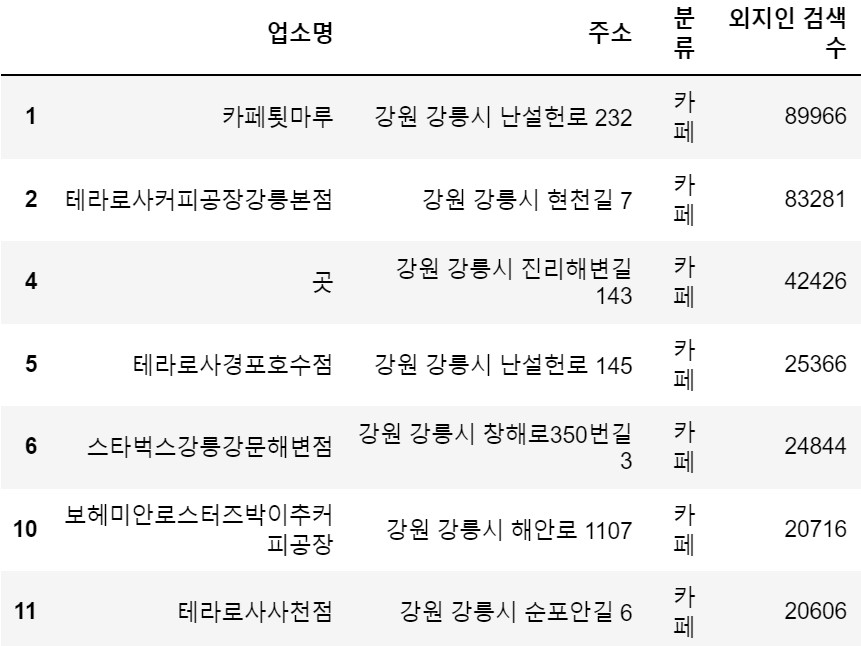 업소명 주소 분류 외지인 검색수
1 카페툇마루 강원 강릉시 난설헌로 232 카페 89966
2 테라로사커피공장강릉본점 강원 강릉시 현천길 7 카페 83281
4 곳 강원 강릉시 진리해변길 143 카페 42426
5 테라로사경포호수점 강원 강릉시 난설헌로 145 카페 25366
6 스타벅스강릉강문해변점 강원 강릉시 창해로350번길 3 카페 24844
10 보헤미안로스터즈박이추커피공장 강원 강릉시 해안로 1107 카페 20716
11 테라로사사천점 강원 강릉시 순포안길 6 카페 20606